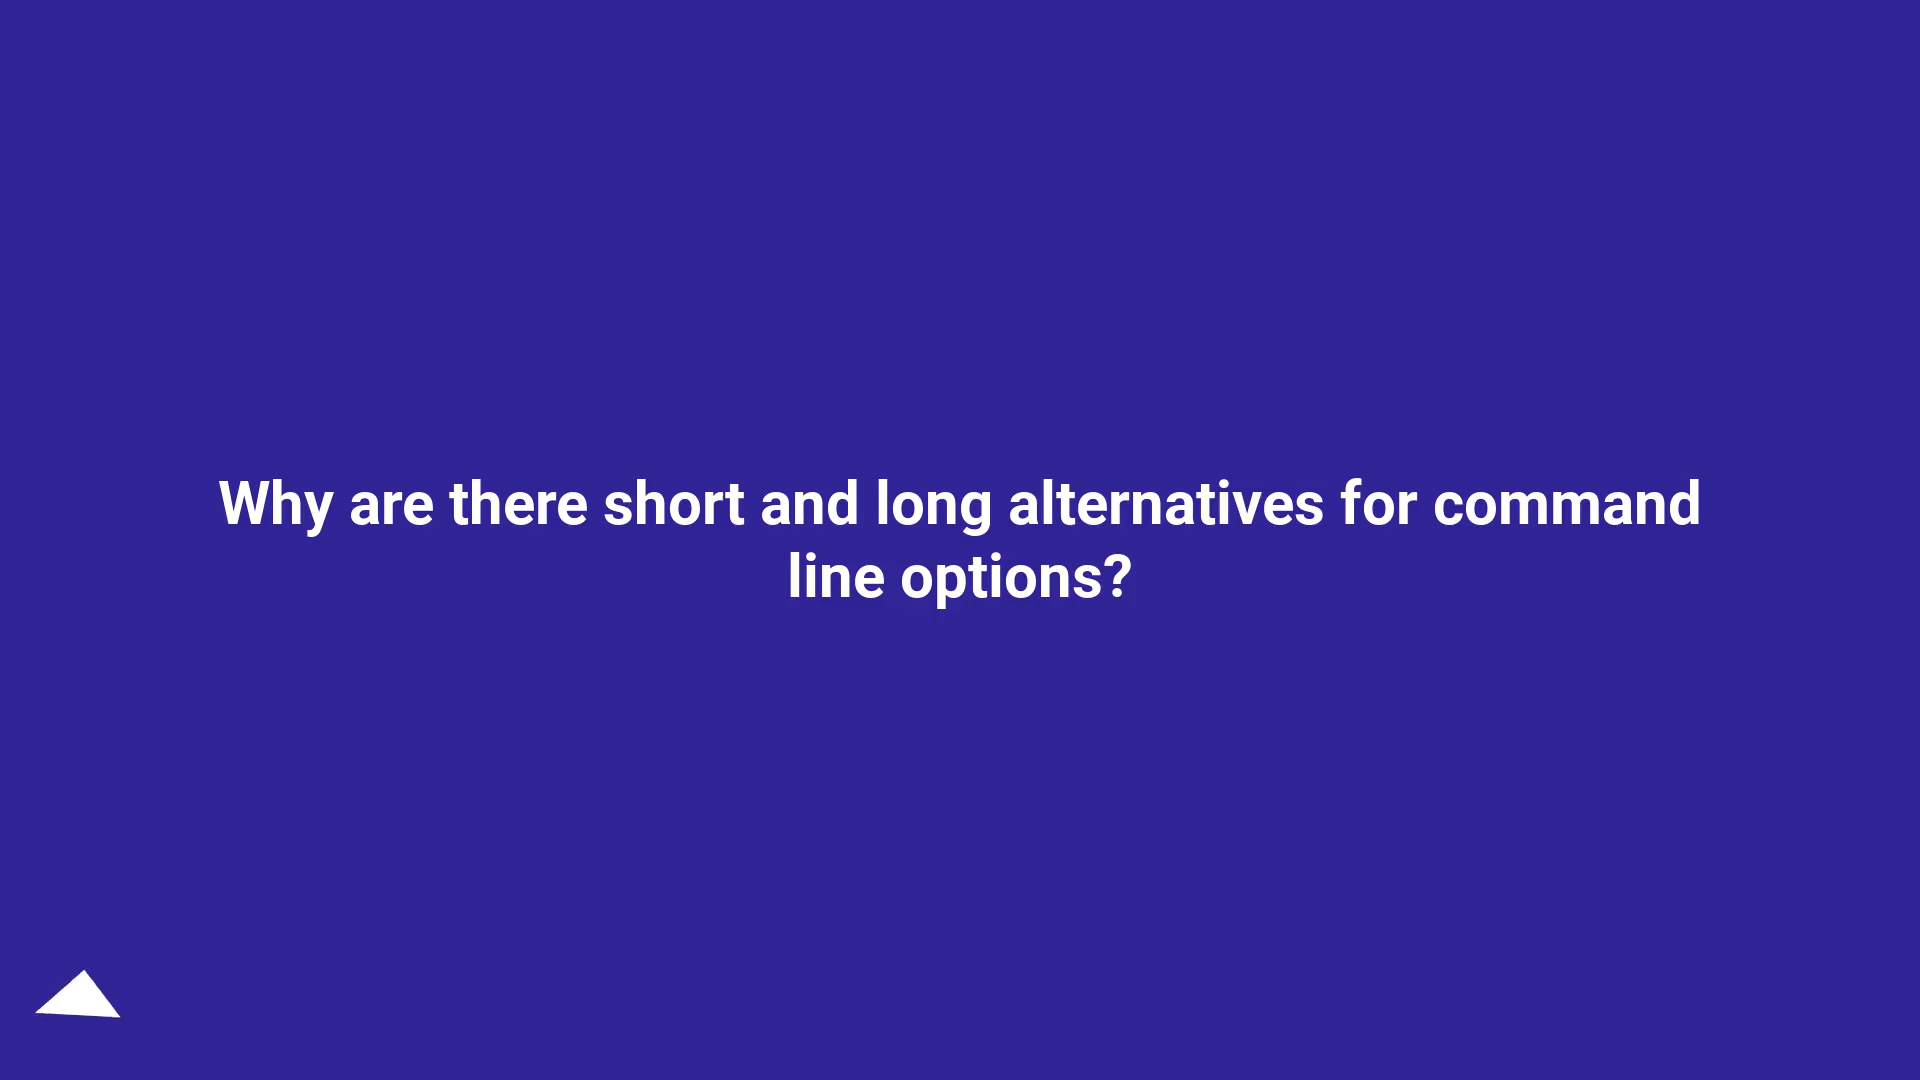 Why are there short and long alternatives for command
line options?